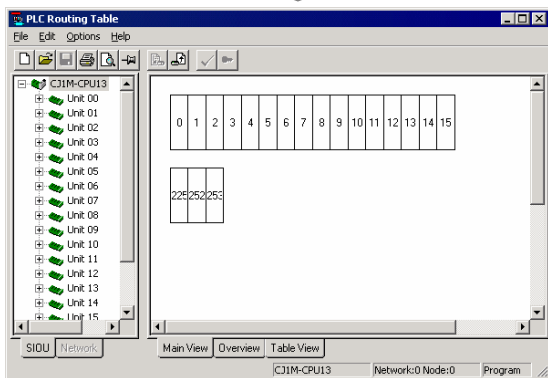 PLC Routing Table
File Edit Options Help
CJ1M-CPU13
Unit 00
Unit 01
Unit 02
Unit 03
Unit 04
Unit 05
Unit 06
Unit 07
Unit 08
Unit 09
Unit 10
Unit 11
Unit 12
Unit 13
Unit 14
Unit 15
0 1 2 3 4 5 6 7 8 9 10 11 12 13 14 15
225 252 253
SIOU Network
Main View Overview Table View
CJ1M-CPU13 Network:0 Node:0 Program